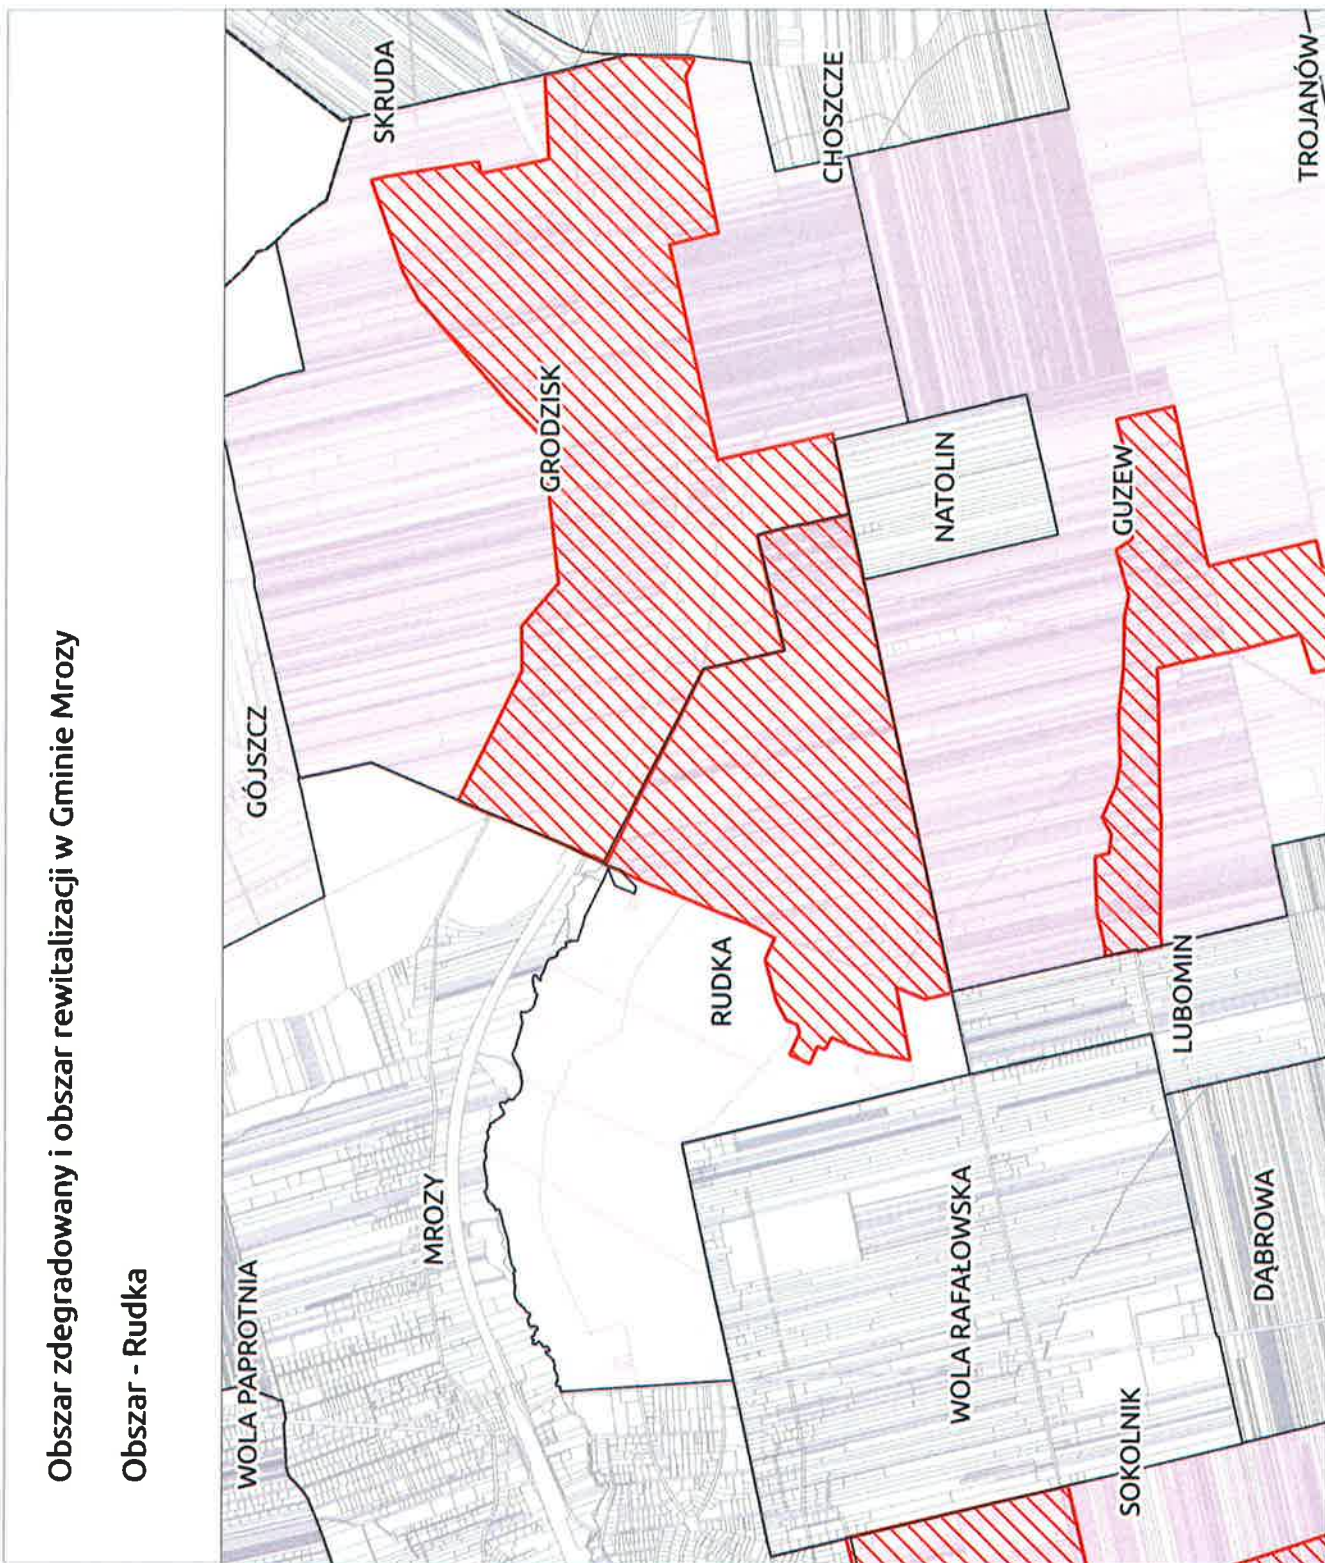 Obszar zdegradowany i obszar rewitalizacji w Gminie Mrozy
Obszar - Rudka
WOLA PAPROTNIA
GÓJSZCZ
SKRUDA
MROZY
GRODZISK
RUDKA
CHOSZCZE
NATOLIN
WOLA RAFAŁOWSKA
GUZEW
SOKOLNIK
LUBOMIN
DĄBROWA
TROJANÓW